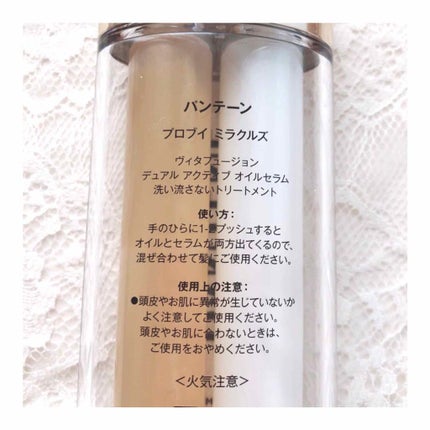 パンテーン
プロブイ ミラクルズ
ヴィタフュージョン
デュアル アクティブ オイルセラム
洗い流さないトリートメント
使い方：
手のひらに1-2プッシュすると
オイルとセラムが両方出てくるので、
混ぜ合わせて髪にご使用ください。
使用上の注意：
●頭皮やお肌に異常が生じていないか
よく注意してご使用ください。
頭皮やお肌に合わないときは、
ご使用をおやめください。
＜火気注意＞